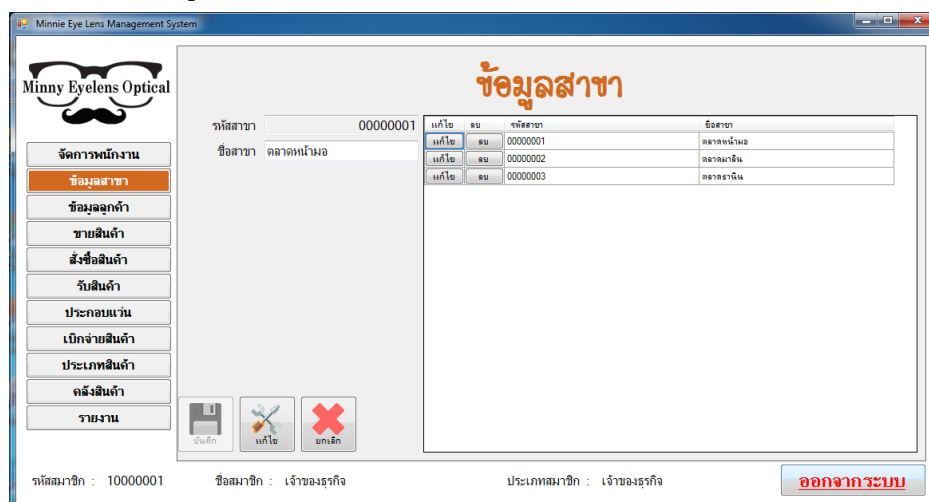 Minnie Eye Lens Management System
Minny Eyelens Optical
ข้อมูลสาขา
รหัสสาขา 00000001
ชื่อสาขา ตลาดหน้ามอ
แก้ไข ลบ รหัสสาขา ชื่อสาขา
แก้ไข ลบ 00000001 ตลาดหน้ามอ
แก้ไข ลบ 00000002 ตลาดมาลิน
แก้ไข ลบ 00000003 ตลาดธานิน
จัดการพนักงาน
ข้อมูลสาขา
ข้อมูลลูกค้า
ขายสินค้า
สั่งซื้อสินค้า
รับสินค้า
ประกอบแว่น
เบิกจ่ายสินค้า
ประเภทสินค้า
คลังสินค้า
รายงาน
บันทึก แก้ไข ยกเลิก
รหัสสมาชิก : 10000001 ชื่อสมาชิก : เจ้าของธุรกิจ ประเภทสมาชิก : เจ้าของธุรกิจ ออกจากระบบ